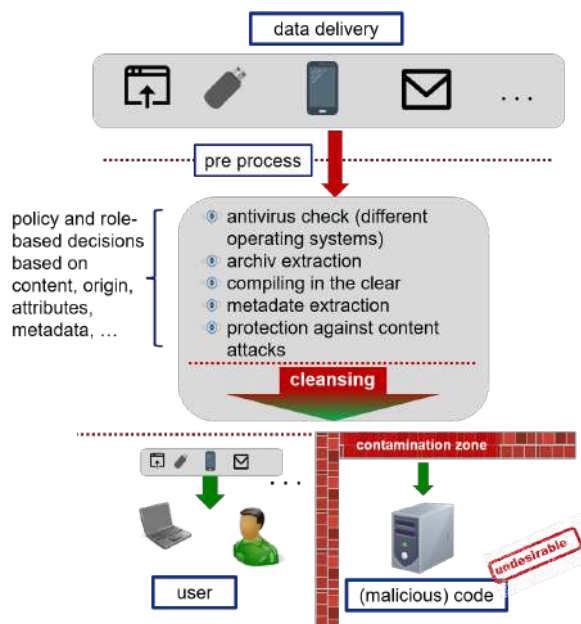 data delivery
. . .
pre process
policy and role-
based decisions
based on
content, origin,
attributes,
metadata, ...
antivirus check (different
operating systems)
archiv extraction
compiling in the clear
metadate extraction
protection against content
attacks
cleansing
contamination zone
. . .
undesirable
user
(malicious) code